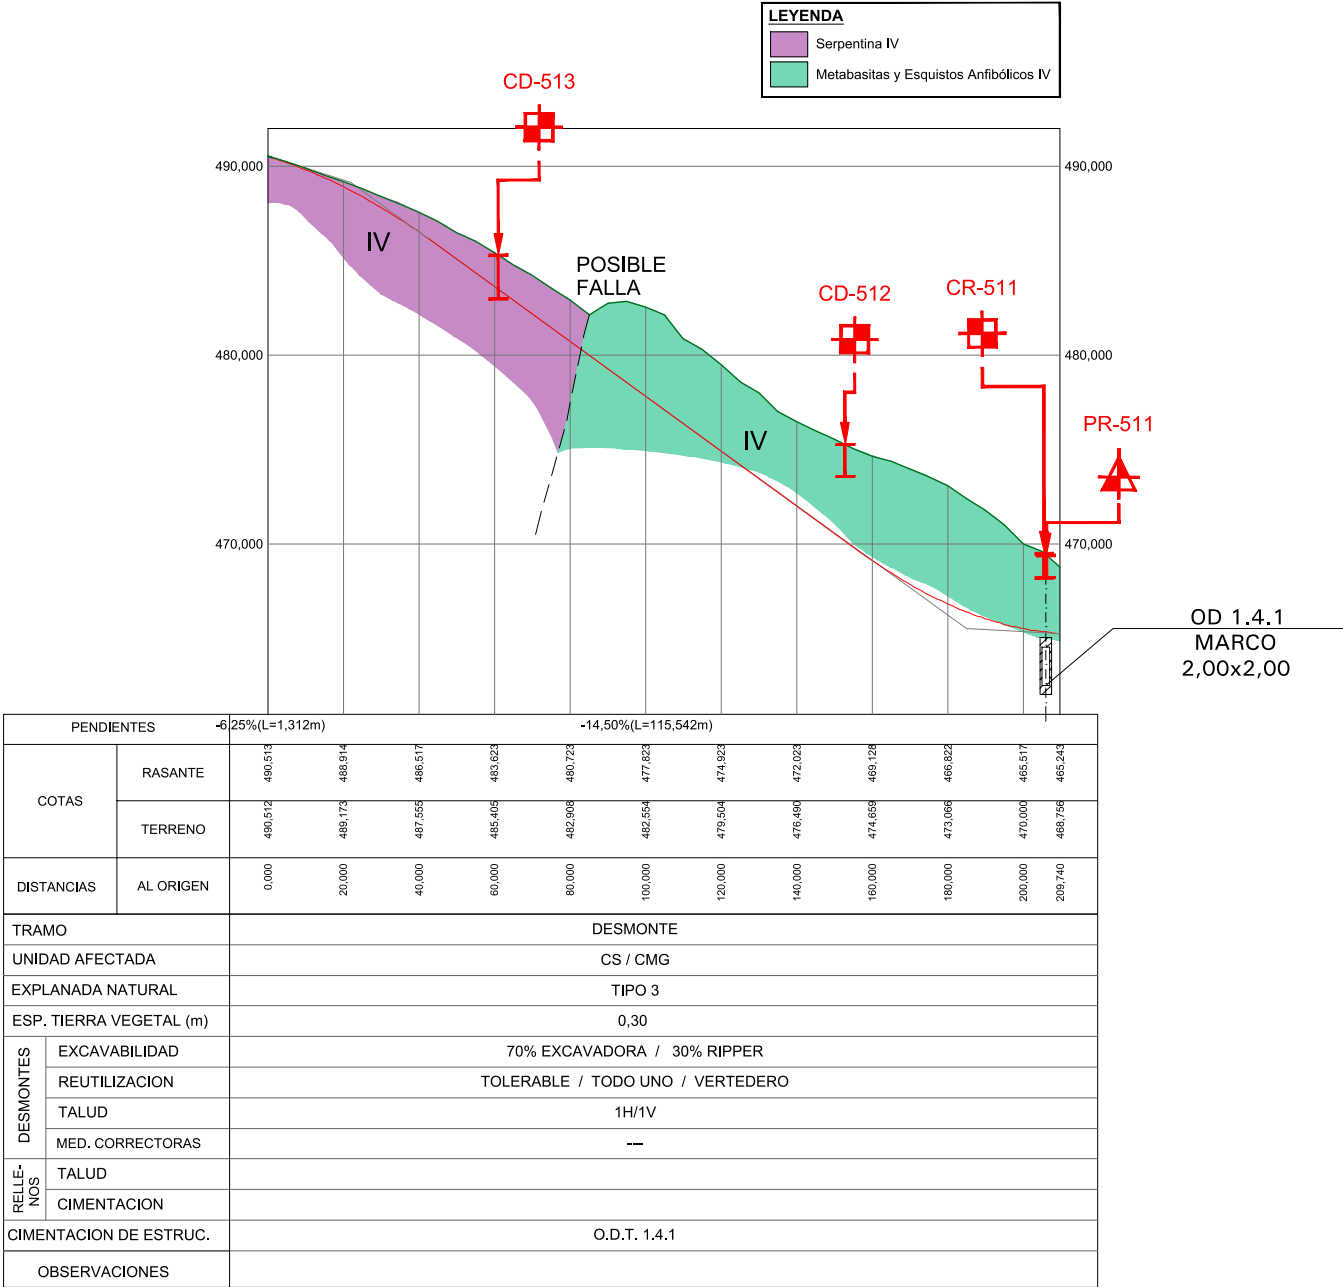 LEYENDA
Serpentina IV
Metabasitas y Esquistos Anfibólicos IV
CD-513
490,000
490,000
IV
POSIBLE
FALLA
CD-512
CR-511
480,000
480,000
PR-511
IV
470,000
470,000
OD 1.4.1
MARCO
2,00x2,00
PENDIENTES -6,25%(L=1,312m) -14,50%(L=115,542m)
COTAS
RASANTE 490,513 488,914 486,517 483,623 480,723 477,823 474,923 472,023 469,128 466,822 465,517 465,243
TERRENO 490,512 489,173 487,555 485,405 482,908 482,554 479,504 476,490 474,659 473,066 470,000 468,756
DISTANCIAS AL ORIGEN 0,000 20,000 40,000 60,000 80,000 100,000 120,000 140,000 160,000 180,000 200,000 209,740
TRAMO DESMONTE
UNIDAD AFECTADA CS / CMG
EXPLANADA NATURAL TIPO 3
ESP. TIERRA VEGETAL (m) 0,30
DESMONTES
EXCAVABILIDAD 70% EXCAVADORA / 30% RIPPER
REUTILIZACION TOLERABLE / TODO UNO / VERTEDERO
TALUD 1H/1V
MED. CORRECTORAS ---
RELLE-
NOS
TALUD
CIMENTACION
CIMENTACION DE ESTRUC. O.D.T. 1.4.1
OBSERVACIONES